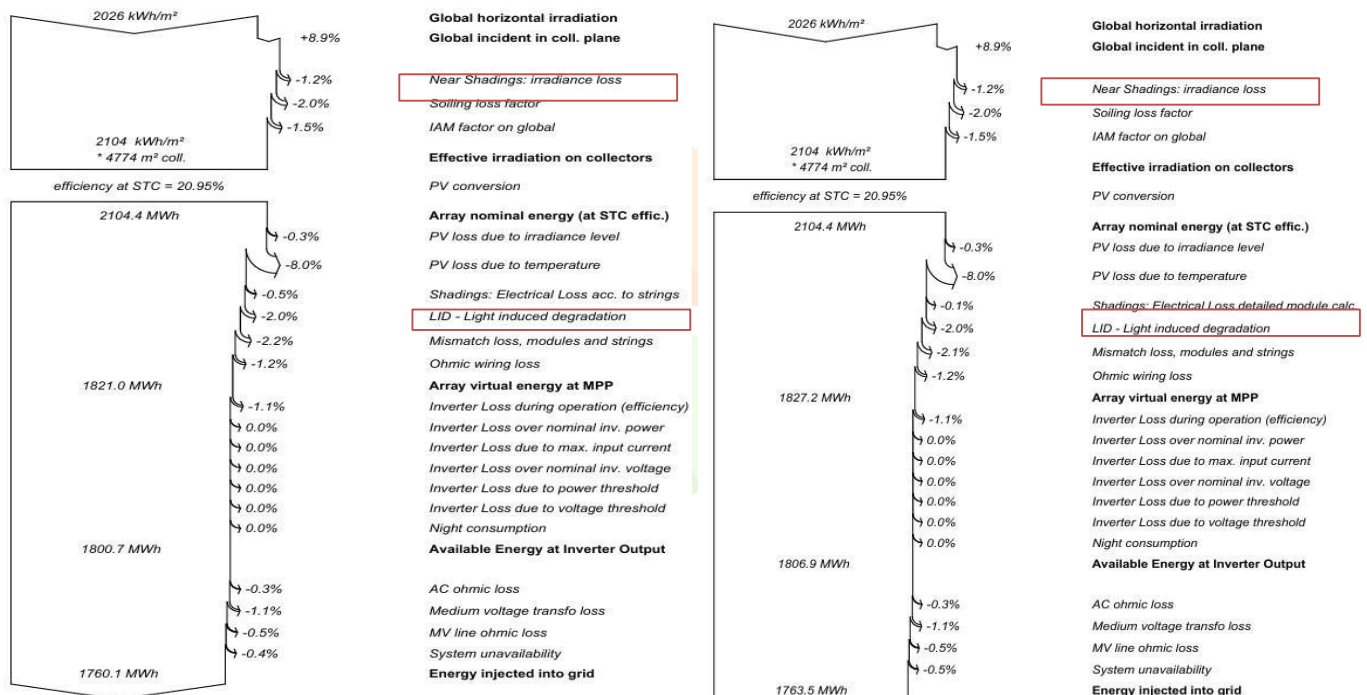 2026 kWh/m²
Global horizontal irradiation
+8.9%
Global incident in coll. plane
-1.2%
Near Shadings: irradiance loss
-2.0%
Soiling loss factor
-1.5%
IAM factor on global
2104 kWh/m²
* 4774 m² coll.
Effective irradiation on collectors
efficiency at STC = 20.95%
PV conversion
2104.4 MWh
Array nominal energy (at STC effic.)
-0.3%
PV loss due to irradiance level
-8.0%
PV loss due to temperature
-0.5%
Shadings: Electrical Loss acc. to strings
-2.0%
LID - Light induced degradation
-2.2%
Mismatch loss, modules and strings
-1.2%
Ohmic wiring loss
1821.0 MWh
Array virtual energy at MPP
-1.1%
Inverter Loss during operation (efficiency)
0.0%
Inverter Loss over nominal inv. power
0.0%
Inverter Loss due to max. input current
0.0%
Inverter Loss over nominal inv. voltage
0.0%
Inverter Loss due to power threshold
0.0%
Inverter Loss due to voltage threshold
0.0%
Night consumption
1800.7 MWh
Available Energy at Inverter Output
-0.3%
AC ohmic loss
-1.1%
Medium voltage transfo loss
-0.5%
MV line ohmic loss
-0.4%
System unavailability
1760.1 MWh
Energy injected into grid
2026 kWh/m²
Global horizontal irradiation
+8.9%
Global incident in coll. plane
-1.2%
Near Shadings: irradiance loss
-2.0%
Soiling loss factor
-1.5%
IAM factor on global
2104 kWh/m²
* 4774 m² coll.
Effective irradiation on collectors
efficiency at STC = 20.95%
PV conversion
2104.4 MWh
Array nominal energy (at STC effic.)
-0.3%
PV loss due to irradiance level
-8.0%
PV loss due to temperature
-0.1%
Shadings: Electrical Loss detailed module calc.
-2.0%
LID - Light induced degradation
-2.1%
Mismatch loss, modules and strings
-1.2%
Ohmic wiring loss
1827.2 MWh
Array virtual energy at MPP
-1.1%
Inverter Loss during operation (efficiency)
0.0%
Inverter Loss over nominal inv. power
0.0%
Inverter Loss due to max. input current
0.0%
Inverter Loss over nominal inv. voltage
0.0%
Inverter Loss due to power threshold
0.0%
Inverter Loss due to voltage threshold
0.0%
Night consumption
1806.9 MWh
Available Energy at Inverter Output
-0.3%
AC ohmic loss
-1.1%
Medium voltage transfo loss
-0.5%
MV line ohmic loss
-0.5%
System unavailability
1763.5 MWh
Energy injected into grid